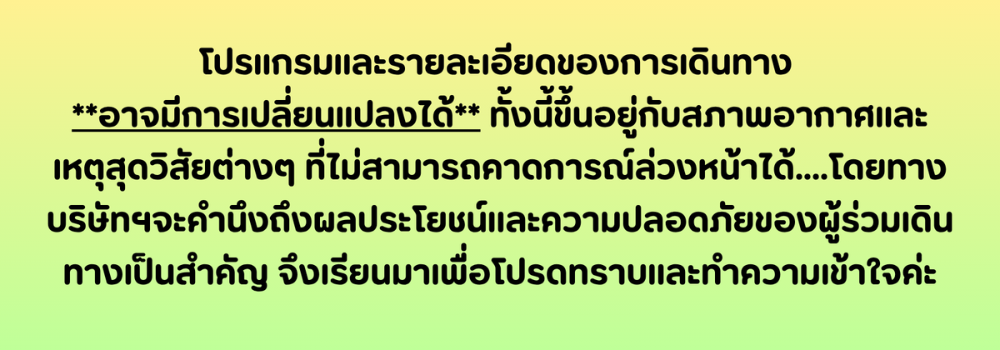 โปรแกรมและรายละเอียดของการเดินทาง
**อาจมีการเปลี่ยนแปลงได้** ทั้งนี้ขึ้นอยู่กับสภาพอากาศและ
เหตุสุดวิสัยต่างๆ ที่ไม่สามารถคาดการณ์ล่วงหน้าได้....โดยทาง
บริษัทฯจะคำนึงถึงผลประโยชน์และความปลอดภัยของผู้ร่วมเดิน
ทางเป็นสำคัญ จึงเรียนมาเพื่อโปรดทราบและทำความเข้าใจค่ะ